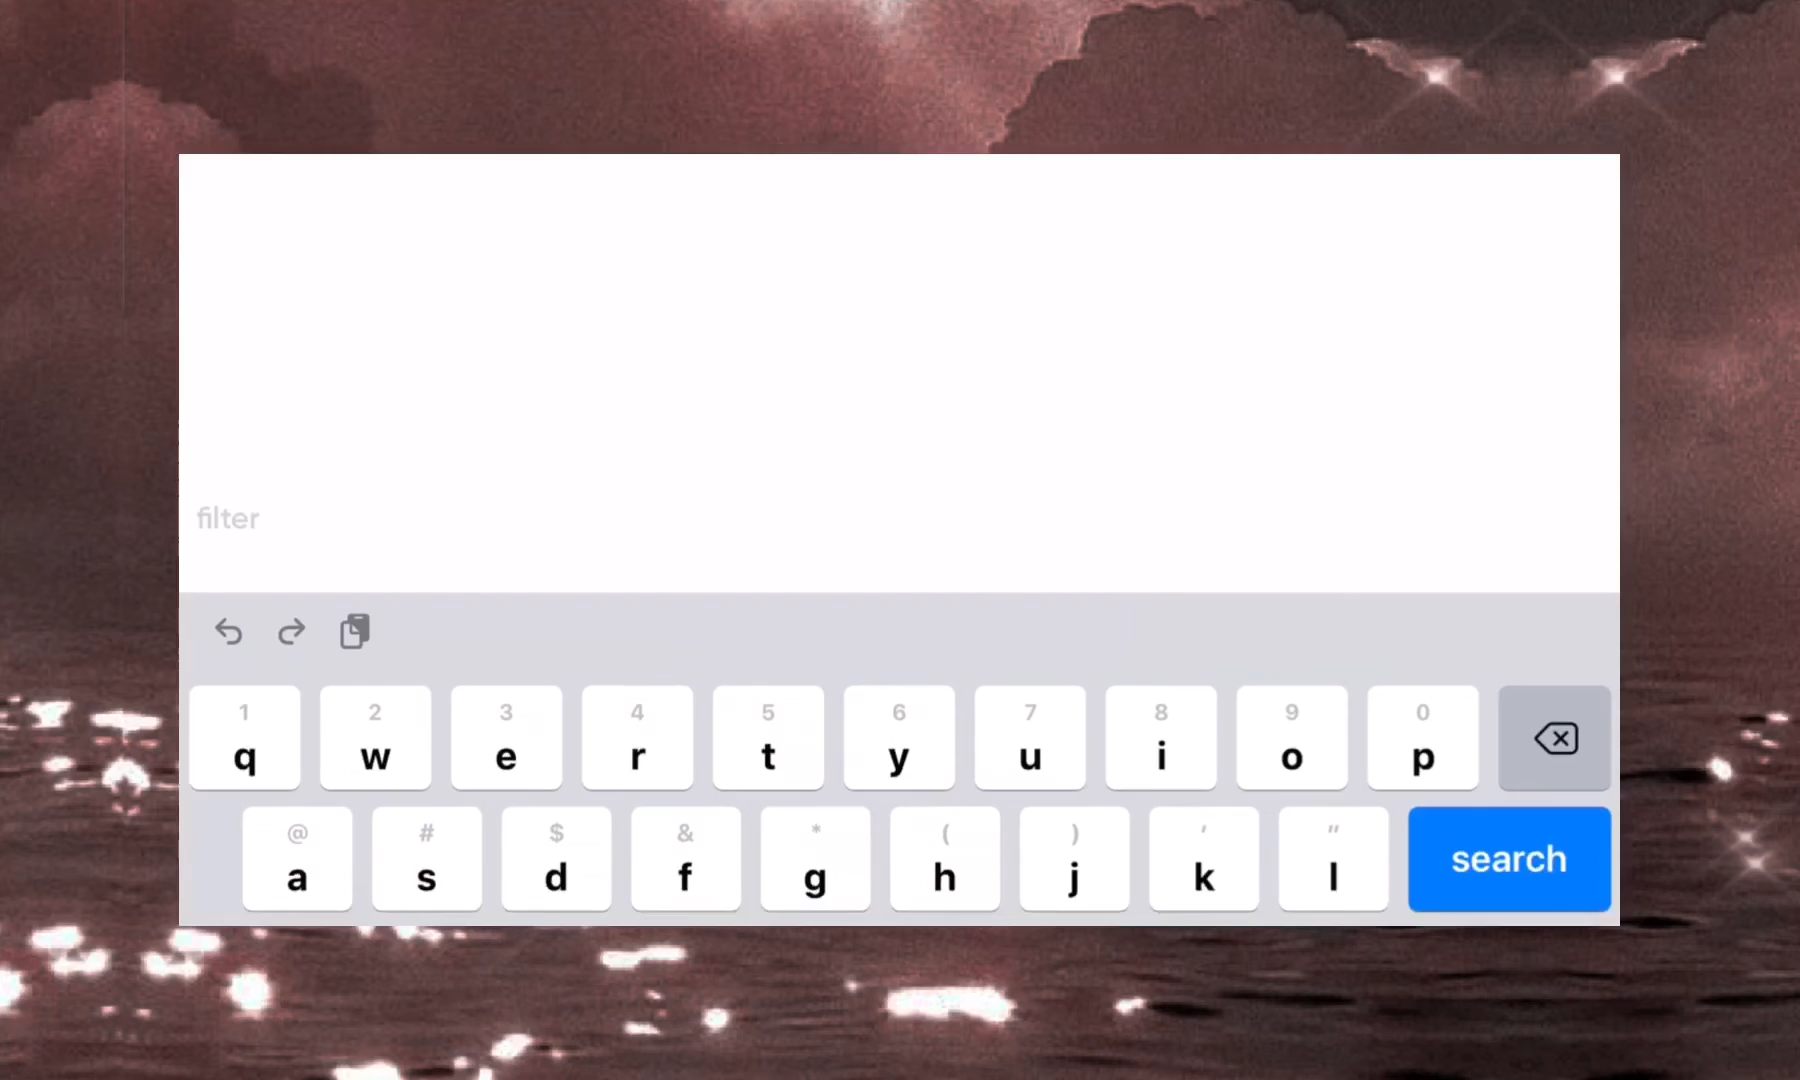 filter
1 2 3 4 5 6 7 8 9 0
q w e r t y u i o p
@ # $ & * ( ) ' "
a s d f g h j k l search